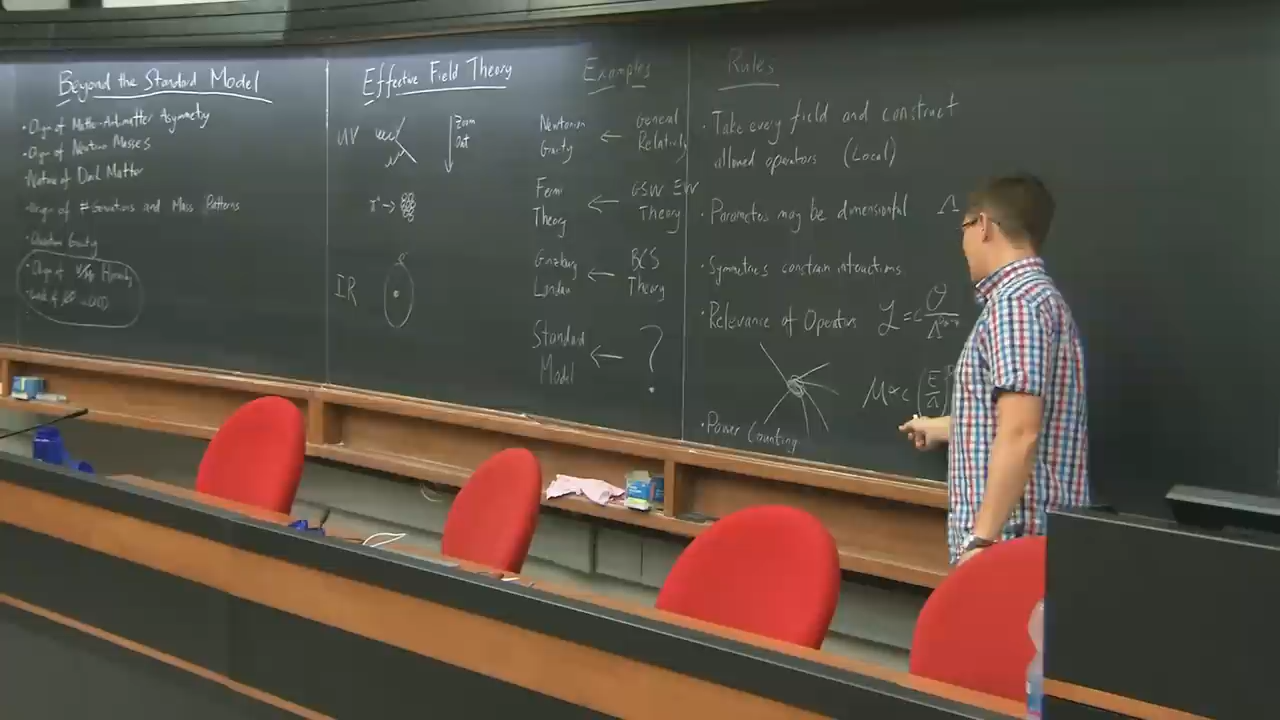 Beyond the Standard Model
· Origin of Matter-Antimatter Asymmetry
· Origin of Neutrino Masses
· Nature of Dark Matter
· Origin of # Generations and Mass Patterns
· Quantum Gravity
· Origin of Hierarchy
Effective Field Theory
UV
Zoom
Out
π⁺→
IR
Examples
Newtonian
Gravity
← General
Relativity
Fermi
Theory
← GSW EW
Theory
Ginzburg
Landau
← BCS
Theory
Standard
Model
← ?
Rules
· Take every field and construct
allowed operators (Local)
· Parameters may be dimensionful Λ
· Symmetries constrain interactions
· Relevance of Operators ℒ = c O/Λ
M ∝ c (E/Λ)
· Power Counting